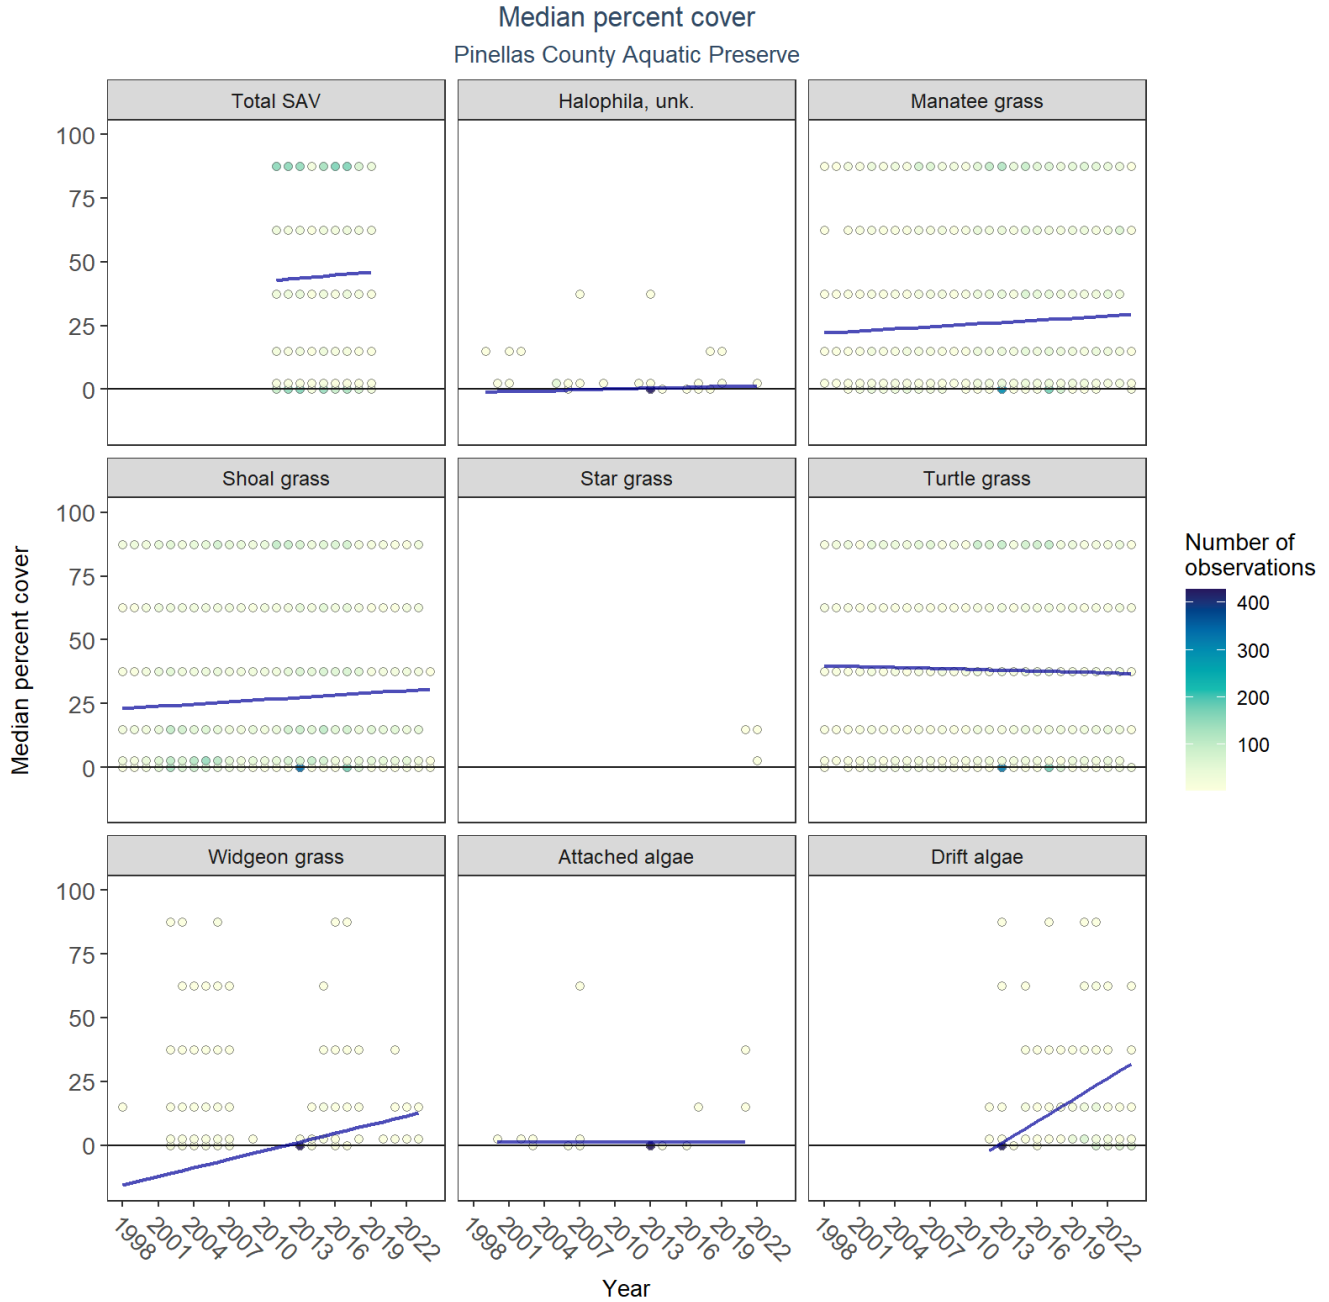 Median percent cover
Pinellas County Aquatic Preserve
Total SAV
Halophila, unk.
Manatee grass
100
75
50
25
0
Shoal grass
Star grass
Turtle grass
100
75
50
25
0
Median percent cover
Number of
observations
400
300
200
100
Widgeon grass
Attached algae
Drift algae
100
75
50
25
0
1998 2001 2004 2007 2010 2013 2016 2019 2022
1998 2001 2004 2007 2010 2013 2016 2019 2022
1998 2001 2004 2007 2010 2013 2016 2019 2022
Year